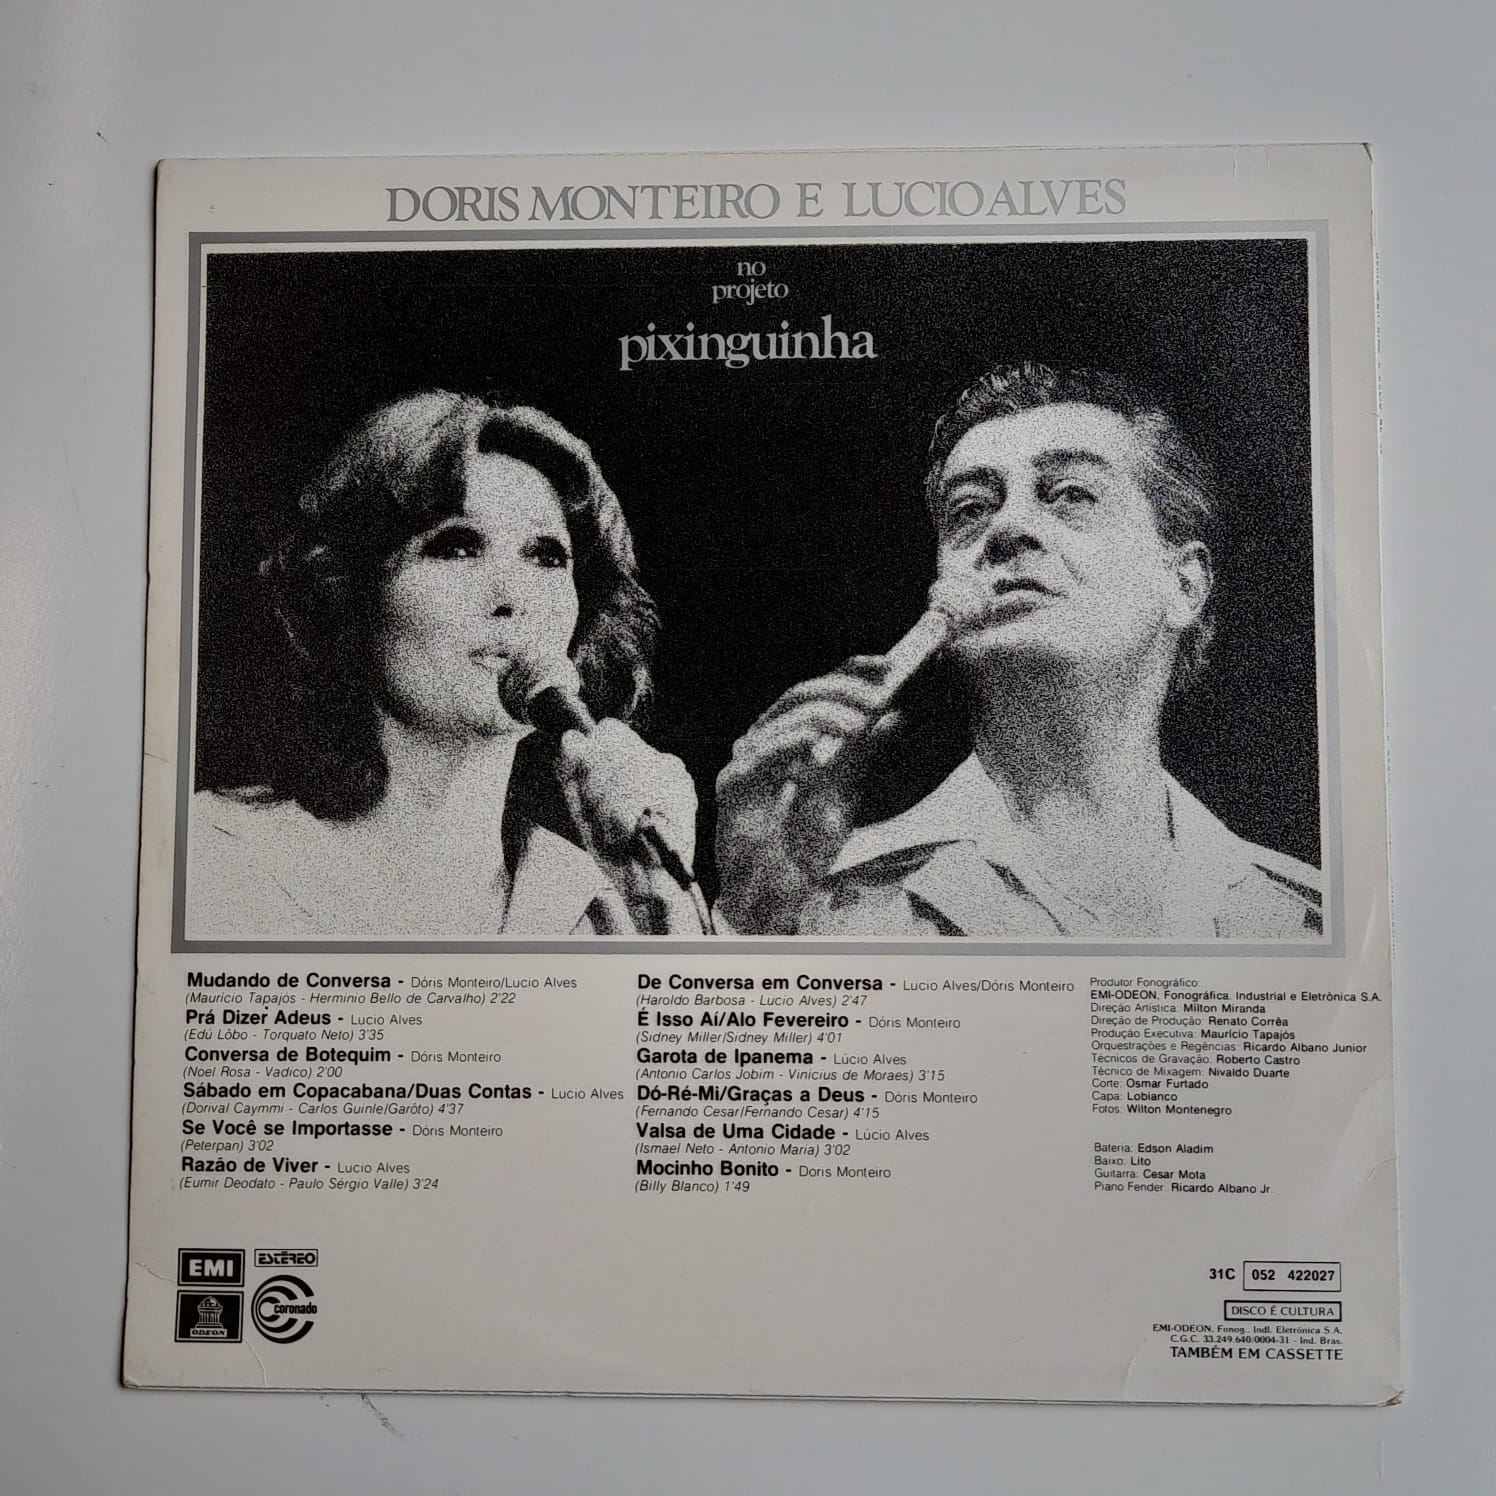 DORIS MONTEIRO E LUCIO ALVES
no
projeto
pixinguinha
Mudando de Conversa - Dóris Monteiro/Lucio Alves
(Maurício Tapajós - Herminio Bello de Carvalho) 2'22
Prá Dizer Adeus - Lucio Alves
(Edú Lôbo - Torquato Neto) 3'35
Conversa de Botequim - Dóris Monteiro
(Noel Rosa - Vadico) 2'00
Sábado em Copacabana/Duas Contas - Lucio Alves
(Dorival Caymmi - Carlos Guinle/Garôto) 4'37
Se Você se Importasse - Dóris Monteiro
(Peterpan) 3'02
Razão de Viver - Lucio Alves
(Eumir Deodato - Paulo Sérgio Valle) 3'24
De Conversa em Conversa - Lucio Alves/Dóris Monteiro
(Haroldo Barbosa - Lucio Alves) 2'47
É Isso Aí/Alo Fevereiro - Dóris Monteiro
(Sidney Miller/Sidney Miller) 4'01
Garota de Ipanema - Lúcio Alves
(Antonio Carlos Jobim - Vinicius de Moraes) 3'15
Dó-Ré-Mi/Graças a Deus - Dóris Monteiro
(Fernando Cesar/Fernando Cesar) 4'15
Valsa de Uma Cidade - Lúcio Alves
(Ismael Neto - Antonio Maria) 3'02
Mocinho Bonito - Doris Monteiro
(Billy Blanco) 1'49
Produtor Fonográfico:
EMI-ODEON, Fonográfica, Industrial e Eletrônica S.A.
Direção Artística: Milton Miranda
Direção de Produção: Renato Corrêa
Produção Executiva: Maurício Tapajós
Orquestrações e Regências: Ricardo Albano Junior
Técnicos de Gravação: Roberto Castro
Técnico de Mixagem: Nivaldo Duarte
Corte: Osmar Furtado
Capa: Lobianco
Fotos: Wilton Montenegro
Bateria: Edson Aladim
Baixo: Lito
Guitarra: Cesar Mota
Piano Fender: Ricardo Albano Jr.
EMI
ESTÉREO
ODEON
coronado
31C 052 422027
DISCO É CULTURA
EMI-ODEON, Fonog., Indl. Eletrônica S.A.
C.G.C. 33.249.640/0004-31 - Ind. Bras.
TAMBÉM EM CASSETTE